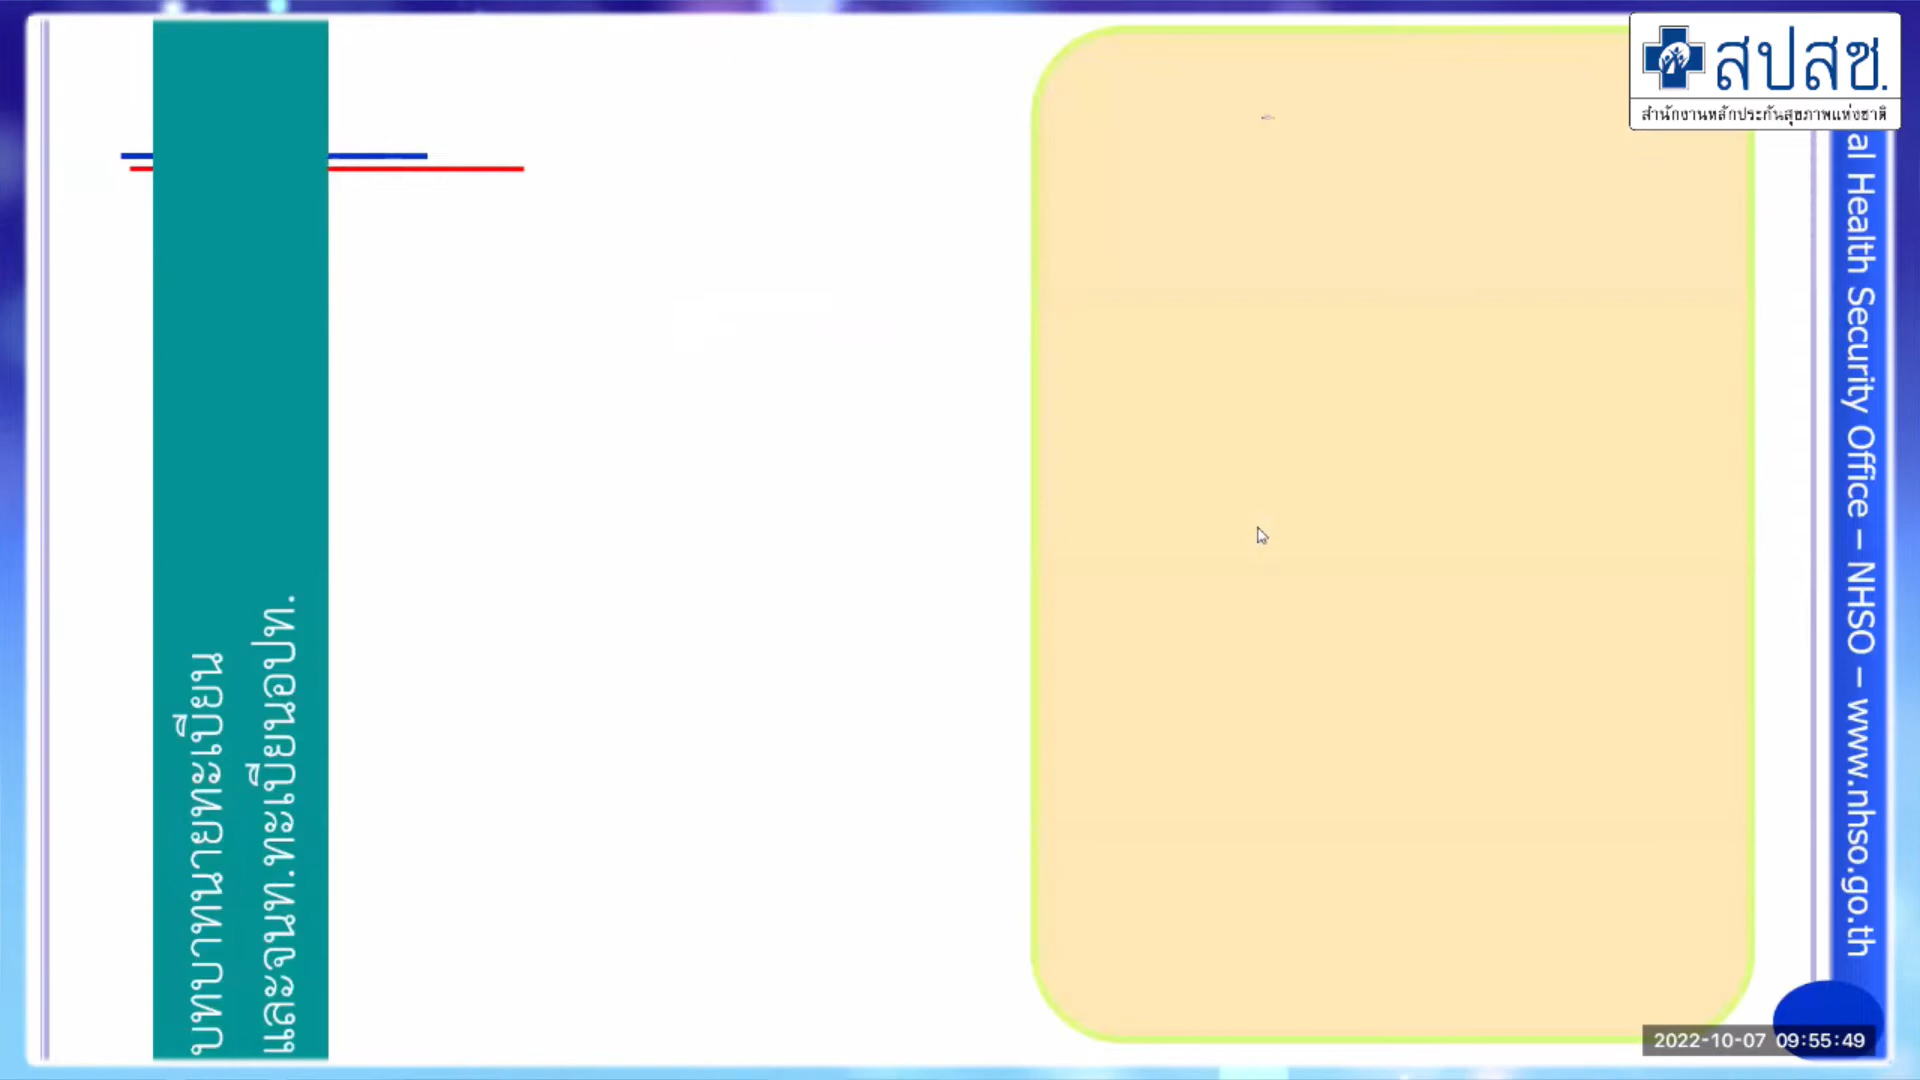 สปสช.
สำนักงานหลักประกันสุขภาพแห่งชาติ
บทบาทนายทะเบียน
และจนท.ทะเบียนของปท.
al Health Security Office – NHSO – www.nhso.go.th
2022-10-07 09:55:49